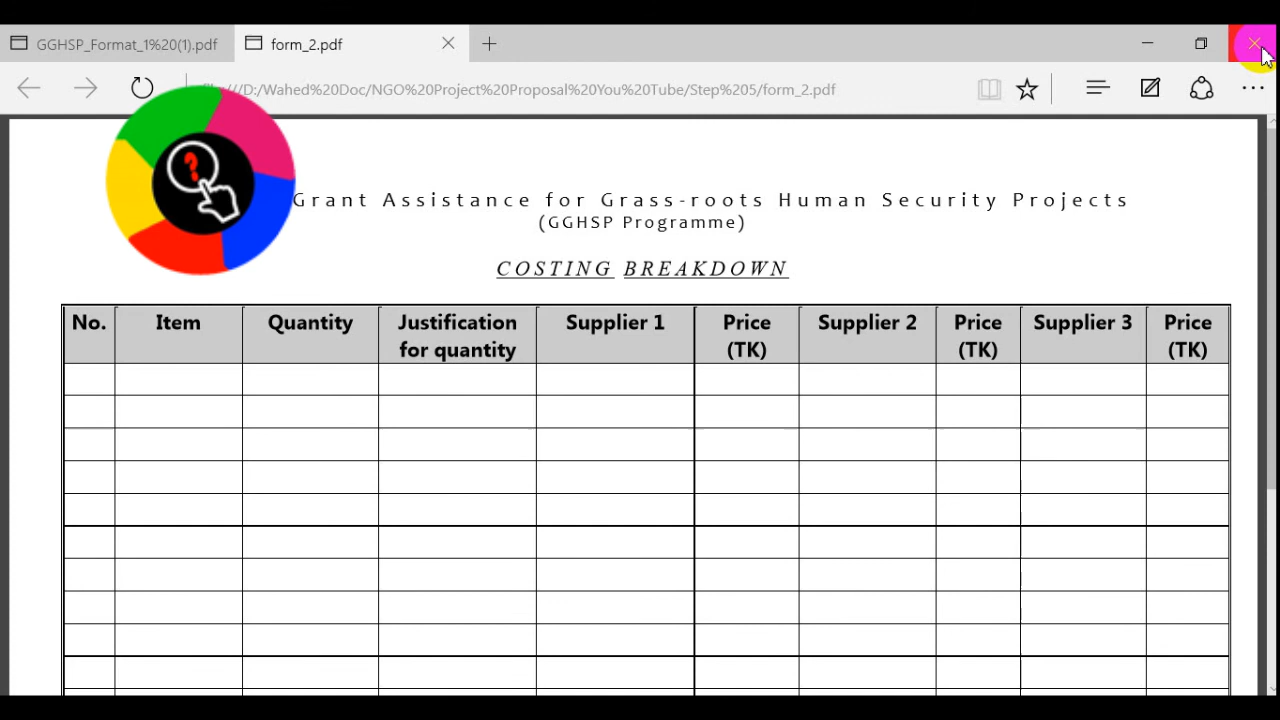 GGHSP_Format_1%20(1).pdf
form_2.pdf
///D:/Wahed%20Doc/NGO%20Project%20Proposal%20You%20Tube/Step%205/form_2.pdf
?
Grant Assistance for Grass-roots Human Security Projects
(GGHSP Programme)
COSTING BREAKDOWN
No. Item Quantity Justification for quantity Supplier 1 Price (TK) Supplier 2 Price (TK) Supplier 3 Price (TK)